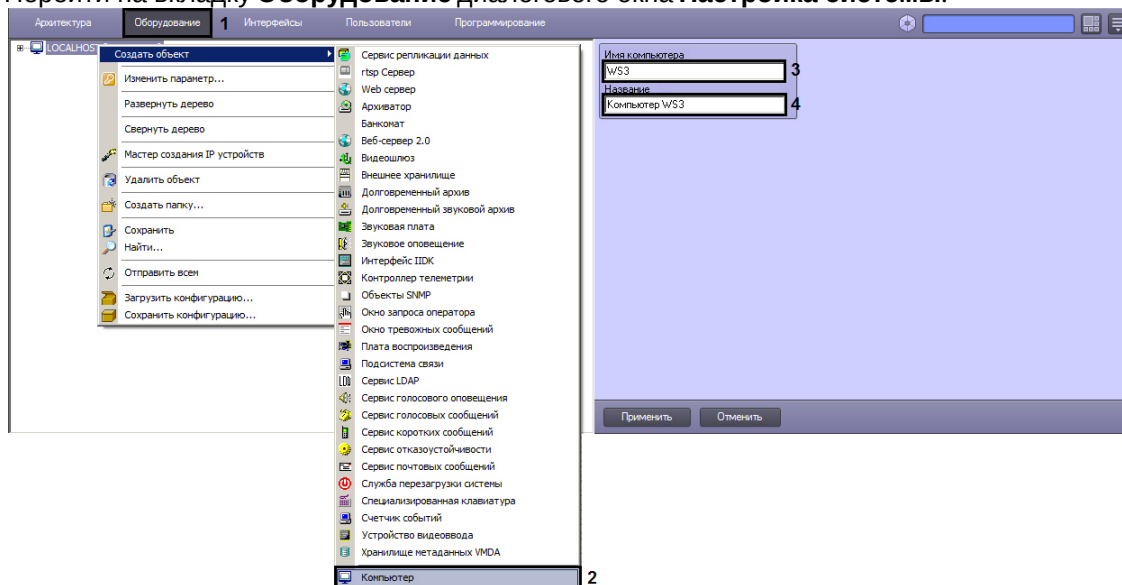 Перейти на вкладку Оборудование диалогового окна Настройка системы.
Архитектура Оборудование 1 Интерфейсы Пользователи Программирование
LOCALHOST
Создать объект
Изменить параметр...
Развернуть дерево
Свернуть дерево
Мастер создания IP устройств
Удалить объект
Создать папку...
Сохранить
Найти...
Отправить всем
Загрузить конфигурацию...
Сохранить конфигурацию...
Сервис репликации данных
rtsp Сервер
Web сервер
Архиватор
Банкомат
Веб-сервер 2.0
Видеошлюз
Внешнее хранилище
Долговременный архив
Долговременный звуковой архив
Звуковая плата
Звуковое оповещение
Интерфейс IIDK
Контроллер телеметрии
Объекты SNMP
Окно запроса оператора
Окно тревожных сообщений
Плата воспроизведения
Подсистема связи
Сервис LDAP
Сервис голосового оповещения
Сервис голосовых сообщений
Сервис коротких сообщений
Сервис отказоустойчивости
Сервис почтовых сообщений
Служба перезагрузки системы
Специализированная клавиатура
Счетчик событий
Устройство видеоввода
Хранилище метаданных VMDA
Компьютер 2
Имя компьютера
WS3 3
Название
Компьютер WS3 4
Применить Отменить